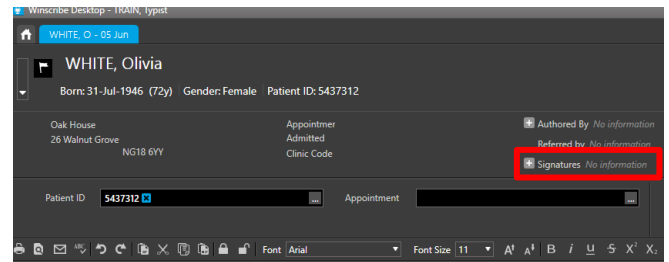 Winscribe Desktop - TRAIN, Typist
WHITE, O - 05 Jun
WHITE, Olivia
Born: 31-Jul-1946 (72y) Gender: Female Patient ID: 5437312
Oak House
26 Walnut Grove
NG18 6YY
Appointmer
Admitted
Clinic Code
Authored By No information
Referred by No information
Signatures No information
Patient ID 5437312 ... Appointment ...
Font Arial Font Size 11 A A B i U S X² X₂